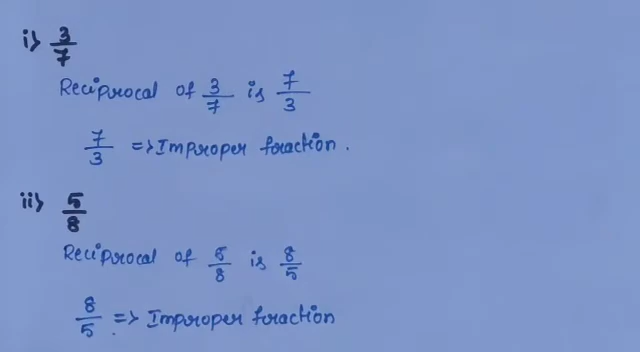 i) 3/7
Reciprocal of 3/7 is 7/3
7/3 => Improper fraction.
ii) 5/8
Reciprocal of 5/8 is 8/5
8/5 => Improper fraction